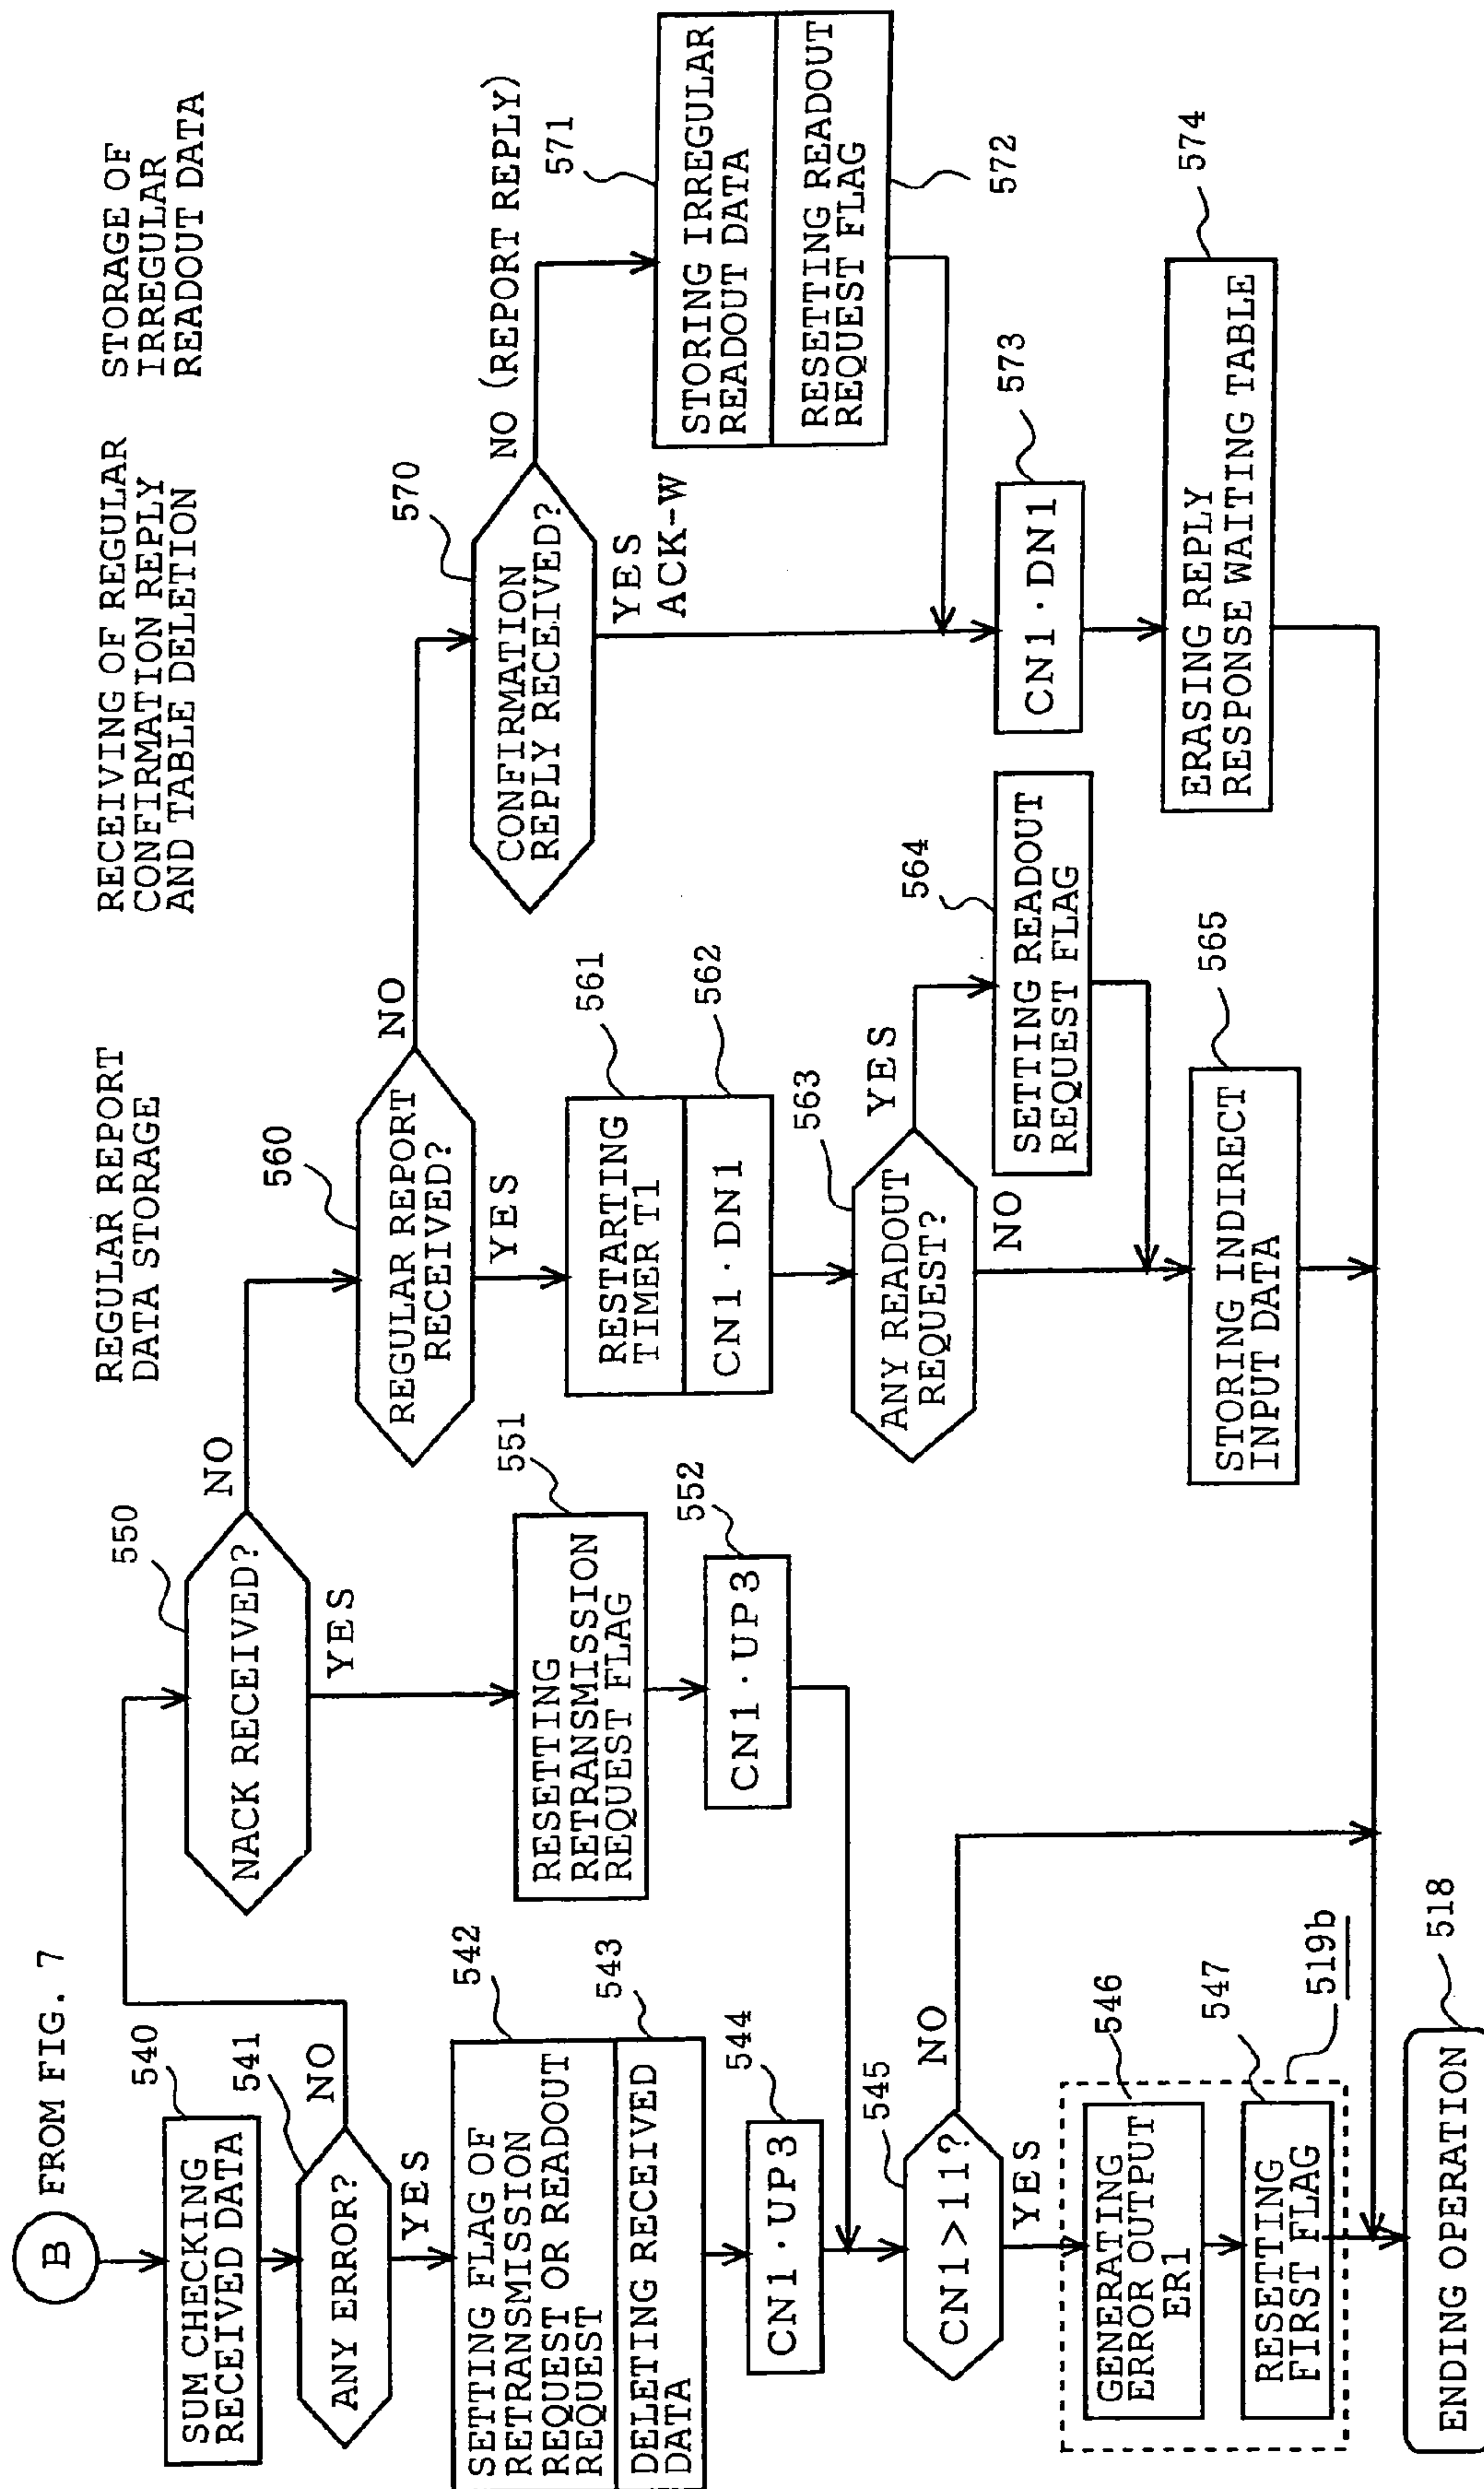 B
FROM FIG. 7
540
SUM CHECKING
RECEIVED DATA
541
ANY ERROR?
NO
YES
542
SETTING FLAG OF
RETRANSMISSION
REQUEST OR READOUT
REQUEST
543
DELETING RECEIVED
DATA
544
CN1·UP3
545
CN1>11?
NO
YES
546
GENERATING
ERROR OUTPUT
ER1
547
RESETTING
FIRST FLAG
519b
518
ENDING OPERATION
550
NACK RECEIVED?
NO
YES
551
RESETTING
RETRANSMISSION
REQUEST FLAG
552
CN1·UP3
REGULAR REPORT
DATA STORAGE
560
REGULAR REPORT
RECEIVED?
NO
YES
561
RESTARTING
TIMER T1
562
CN1·DN1
563
ANY READOUT
REQUEST?
YES
NO
564
SETTING READOUT
REQUEST FLAG
565
STORING INDIRECT
INPUT DATA
RECEIVING OF REGULAR
CONFIRMATION REPLY
AND TABLE DELETION
570
CONFIRMATION
REPLY RECEIVED?
YES
ACK-W
NO (REPORT REPLY)
STORAGE OF
IRREGULAR
READOUT DATA
571
STORING IRREGULAR
READOUT DATA
RESETTING READOUT
REQUEST FLAG
572
573
CN1·DN1
574
ERASING REPLY
RESPONSE WAITING TABLE